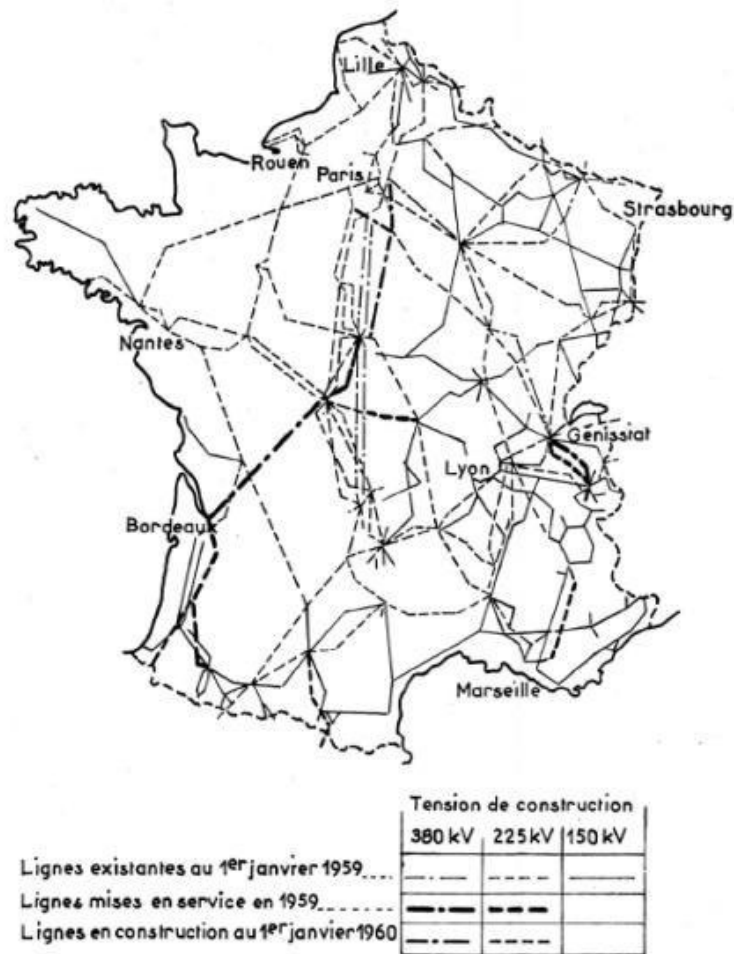 Lille
Rouen
Paris
Strasbourg
Nantes
Génissiat
Lyon
Bordeaux
Marseille
Tension de construction
380 kV 225 kV 150 kV
Lignes existantes au 1er janvier 1959
Lignes mises en service en 1959
Lignes en construction au 1er janvier 1960